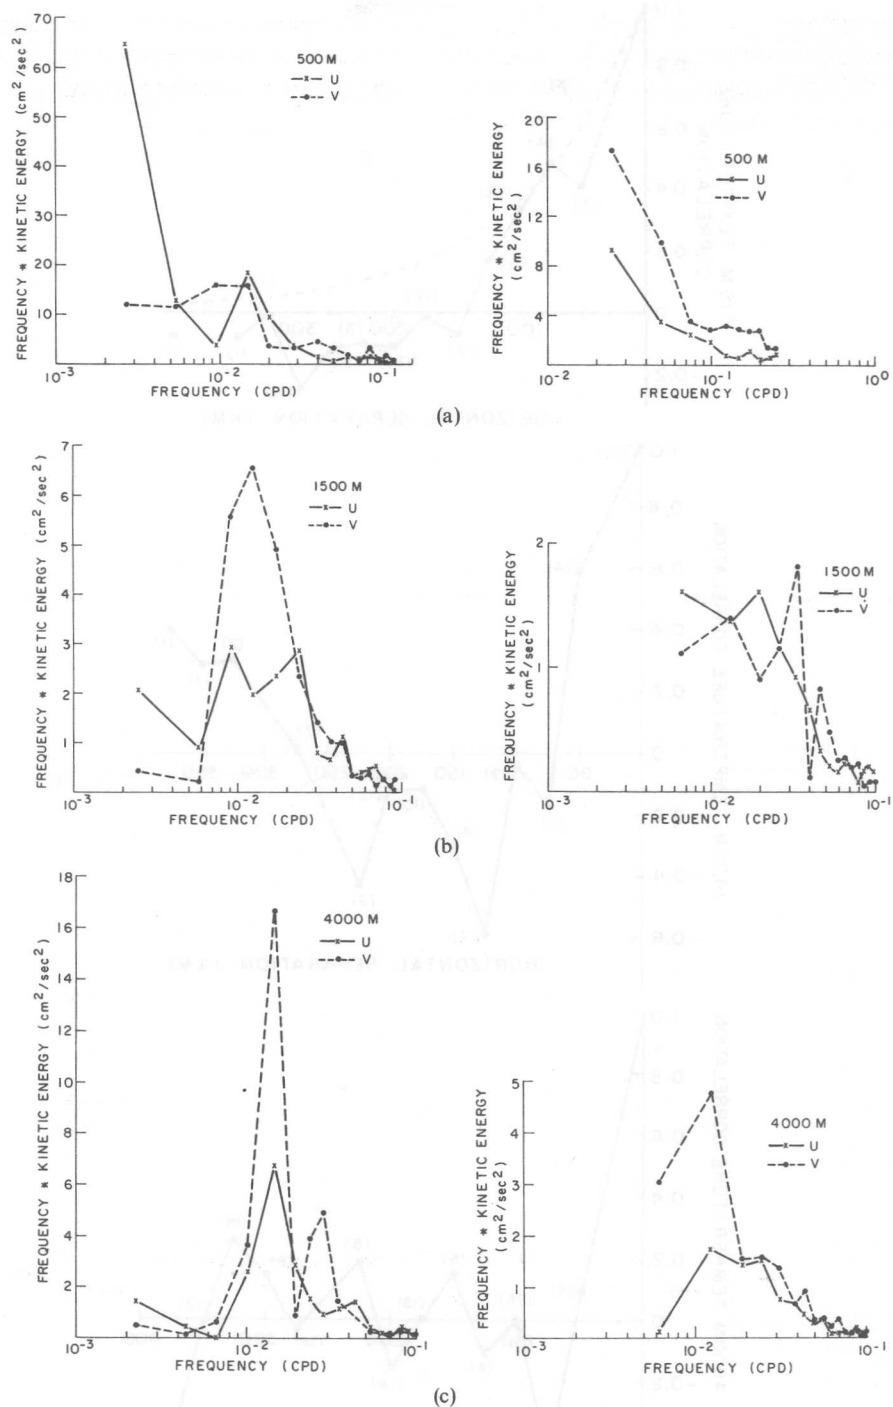 70
60
50
40
30
20
10
FREQUENCY * KINETIC ENERGY (cm²/sec²)
500 M
U
V
10⁻³
10⁻²
10⁻¹
FREQUENCY (CPD)
20
16
12
8
4
FREQUENCY * KINETIC ENERGY
(cm²/sec²)
500 M
U
V
10⁻²
10⁻¹
10⁰
FREQUENCY (CPD)
(a)
7
6
5
4
3
2
1
FREQUENCY * KINETIC ENERGY (cm²/sec²)
1500 M
U
V
10⁻³
10⁻²
10⁻¹
FREQUENCY (CPD)
2
1
FREQUENCY * KINETIC ENERGY
(cm²/sec²)
1500 M
U
V
10⁻³
10⁻²
10⁻¹
FREQUENCY (CPD)
(b)
18
16
14
12
10
8
6
4
2
FREQUENCY * KINETIC ENERGY (cm²/sec²)
4000 M
U
V
10⁻³
10⁻²
10⁻¹
FREQUENCY (CPD)
5
4
3
2
1
FREQUENCY * KINETIC ENERGY
(cm²/sec²)
4000 M
U
V
10⁻³
10⁻²
10⁻¹
FREQUENCY (CPD)
(c)